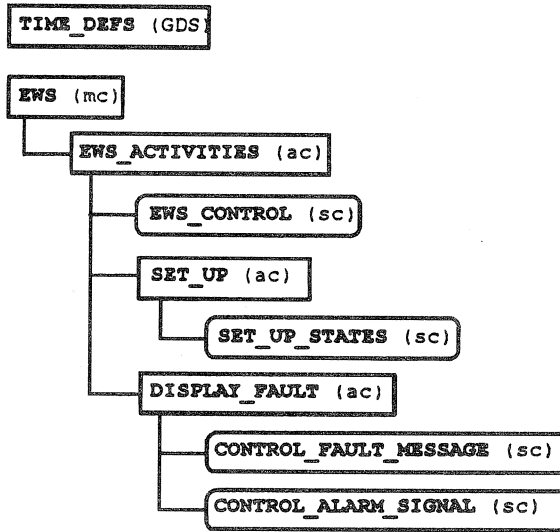 TIME_DEFS (GDS)
EWS (mc)
EWS_ACTIVITIES (ac)
EWS_CONTROL (sc)
SET_UP (ac)
SET_UP_STATES (sc)
DISPLAY_FAULT (ac)
CONTROL_FAULT_MESSAGE (sc)
CONTROL_ALARM_SIGNAL (sc)